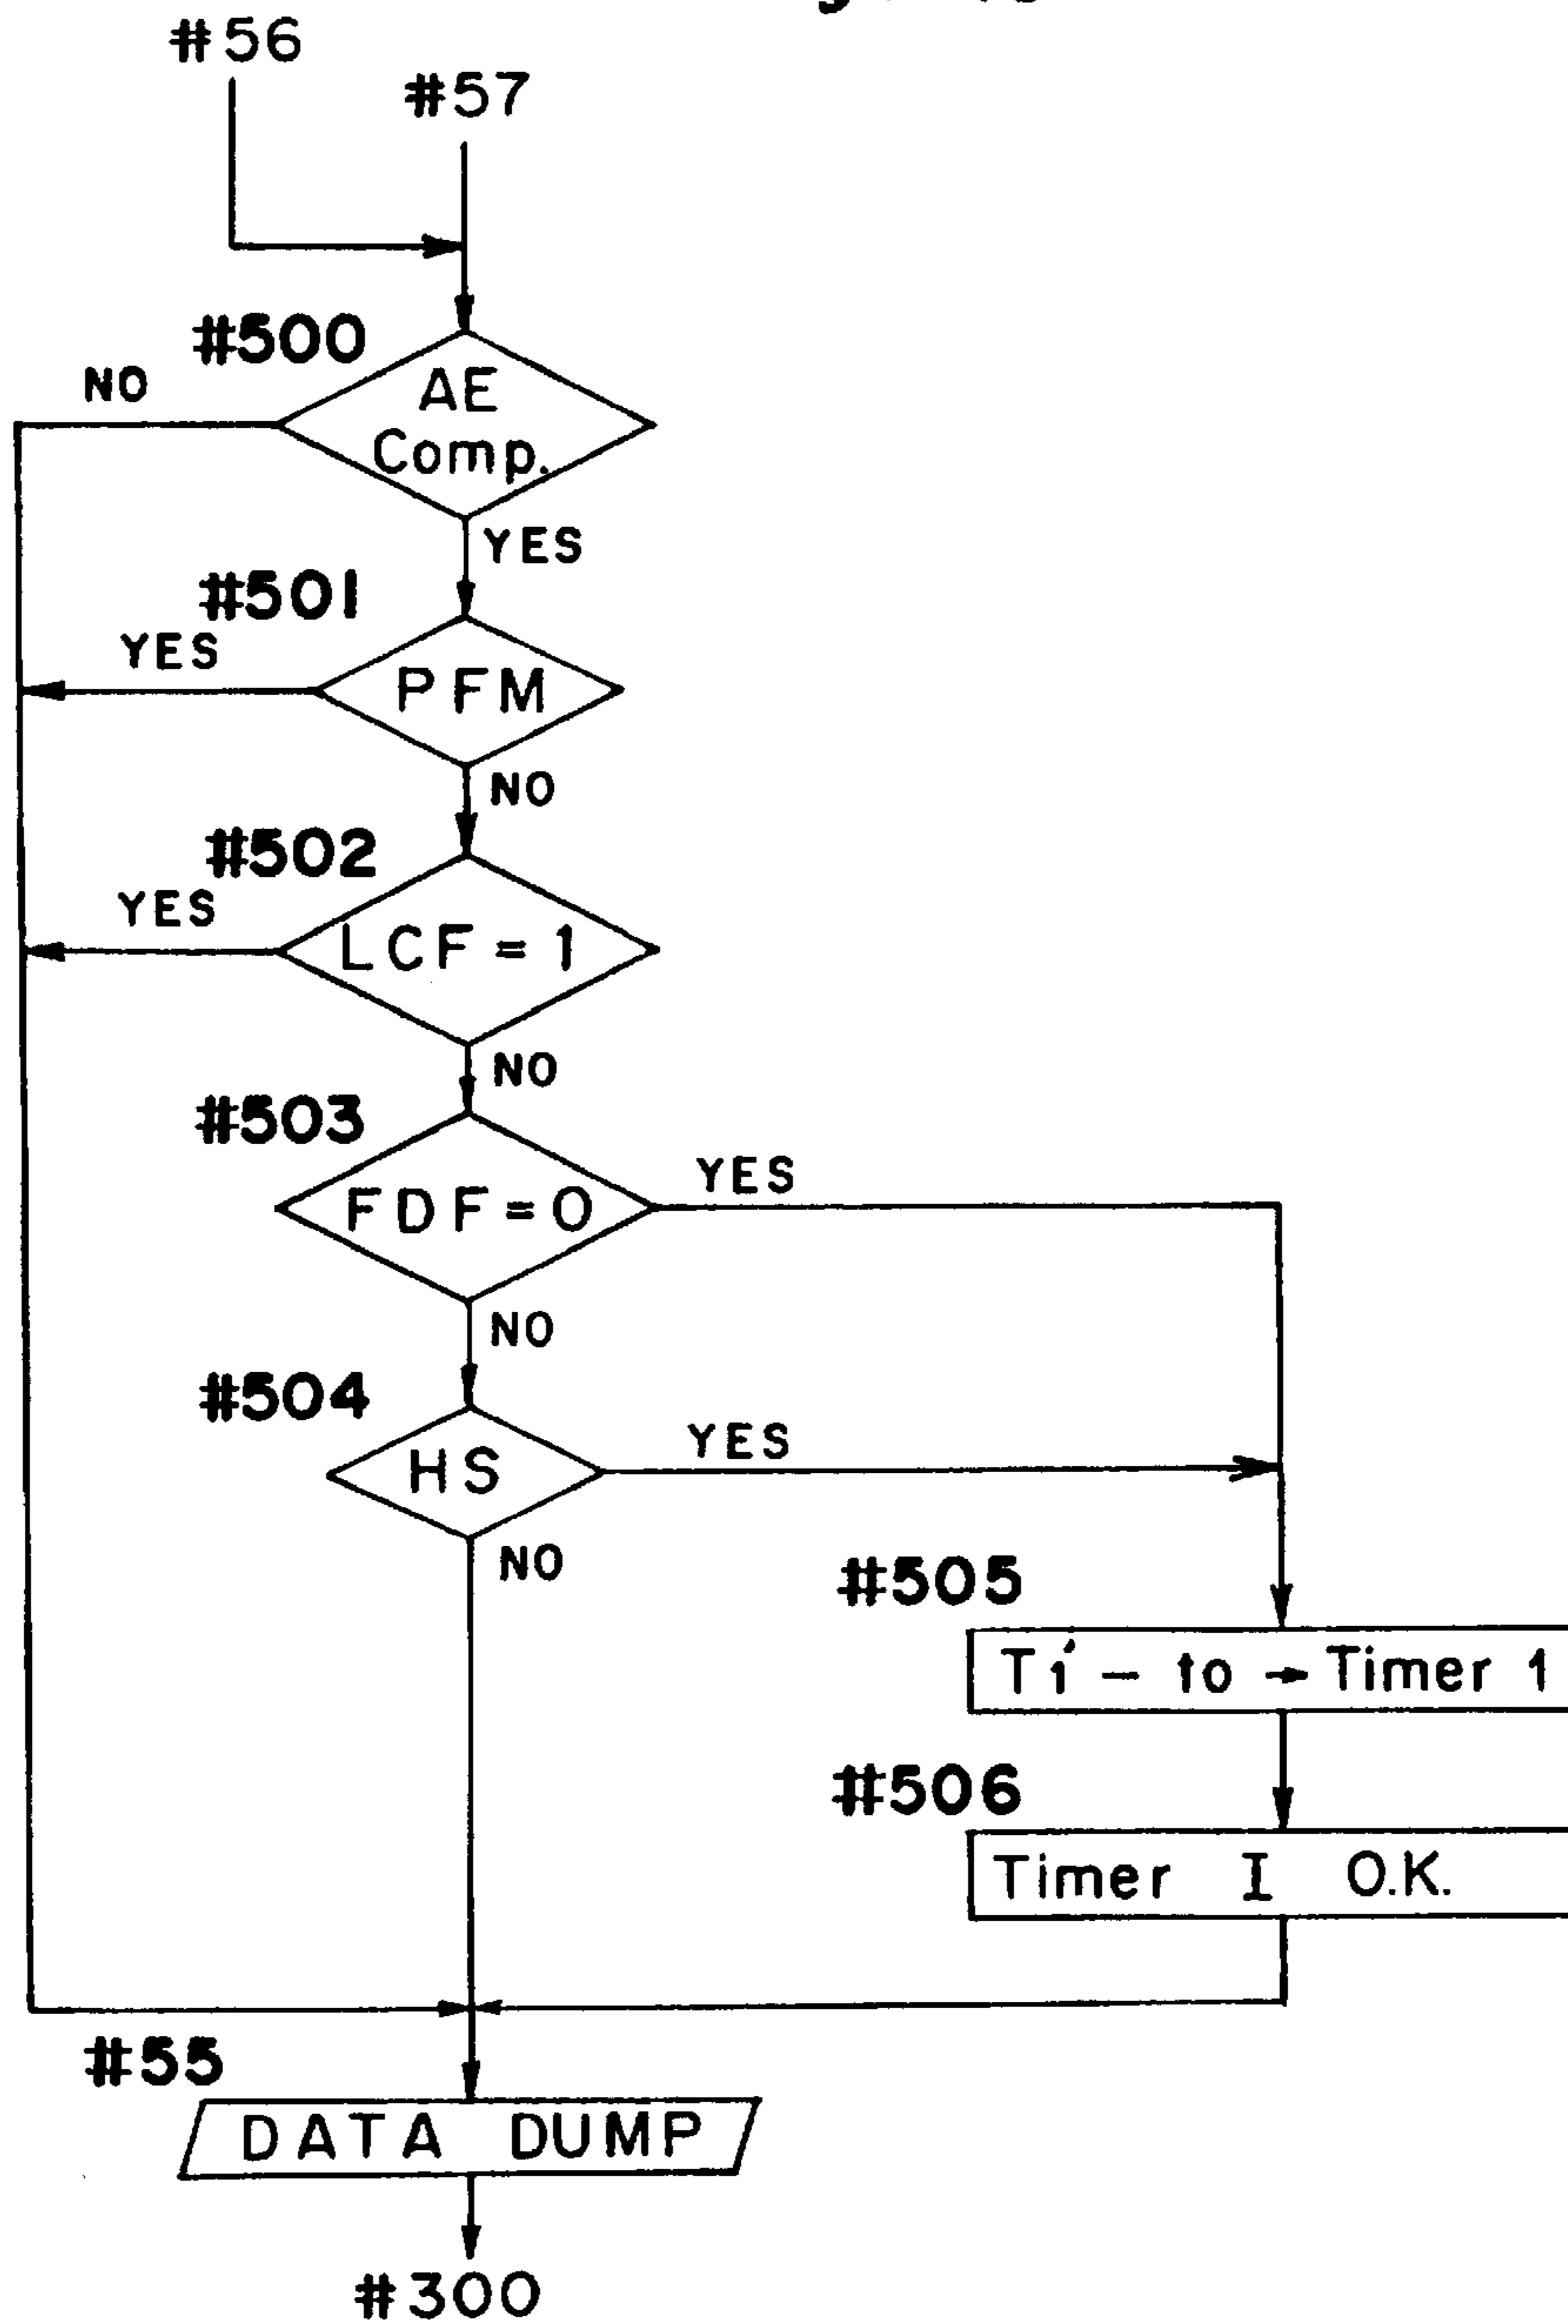 #56
#57
#500
NO
AE
Comp.
YES
#501
YES
PFM
NO
#502
YES
LCF = 1
NO
#503
FDF = 0
YES
NO
#504
HS
YES
NO
#505
T1' - to → Timer 1
#506
Timer I O.K.
#55
DATA DUMP
#300